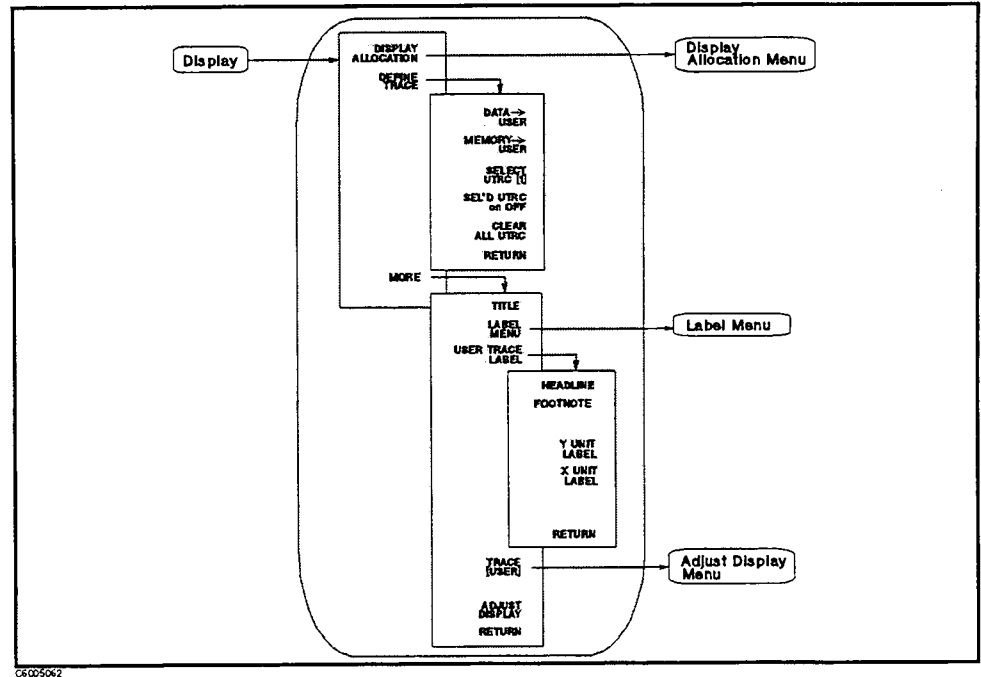 Display
DISPLAY
ALLOCATION
Display
Allocation Menu
DEFINE
TRACE
DATA→
USER
MEMORY→
USER
SELECT
UTRC [1]
SEL'D UTRC
on OFF
CLEAR
ALL UTRC
RETURN
MORE
TITLE
LABEL
MENU
Label Menu
USER TRACE
LABEL
HEADLINE
FOOTNOTE
Y UNIT
LABEL
X UNIT
LABEL
RETURN
TRACE
[USER]
Adjust Display
Menu
ADJUST
DISPLAY
RETURN
C6005062